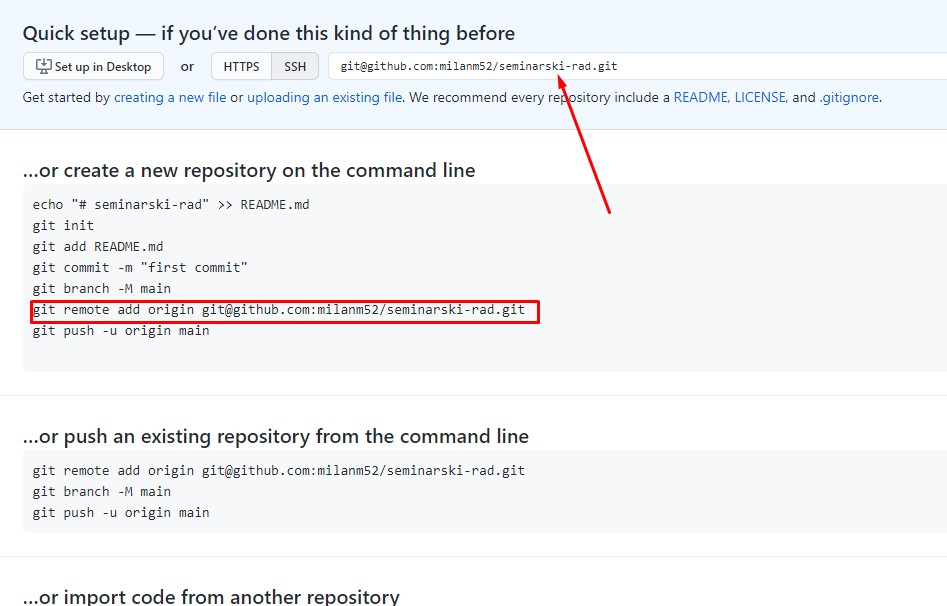 Quick setup — if you’ve done this kind of thing before
Set up in Desktop or HTTPS SSH git@github.com:milanm52/seminarski-rad.git
Get started by creating a new file or uploading an existing file. We recommend every repository include a README, LICENSE, and .gitignore.
…or create a new repository on the command line
echo "# seminarski-rad" >> README.md
git init
git add README.md
git commit -m "first commit"
git branch -M main
git remote add origin git@github.com:milanm52/seminarski-rad.git
git push -u origin main
…or push an existing repository from the command line
git remote add origin git@github.com:milanm52/seminarski-rad.git
git branch -M main
git push -u origin main
…or import code from another repository